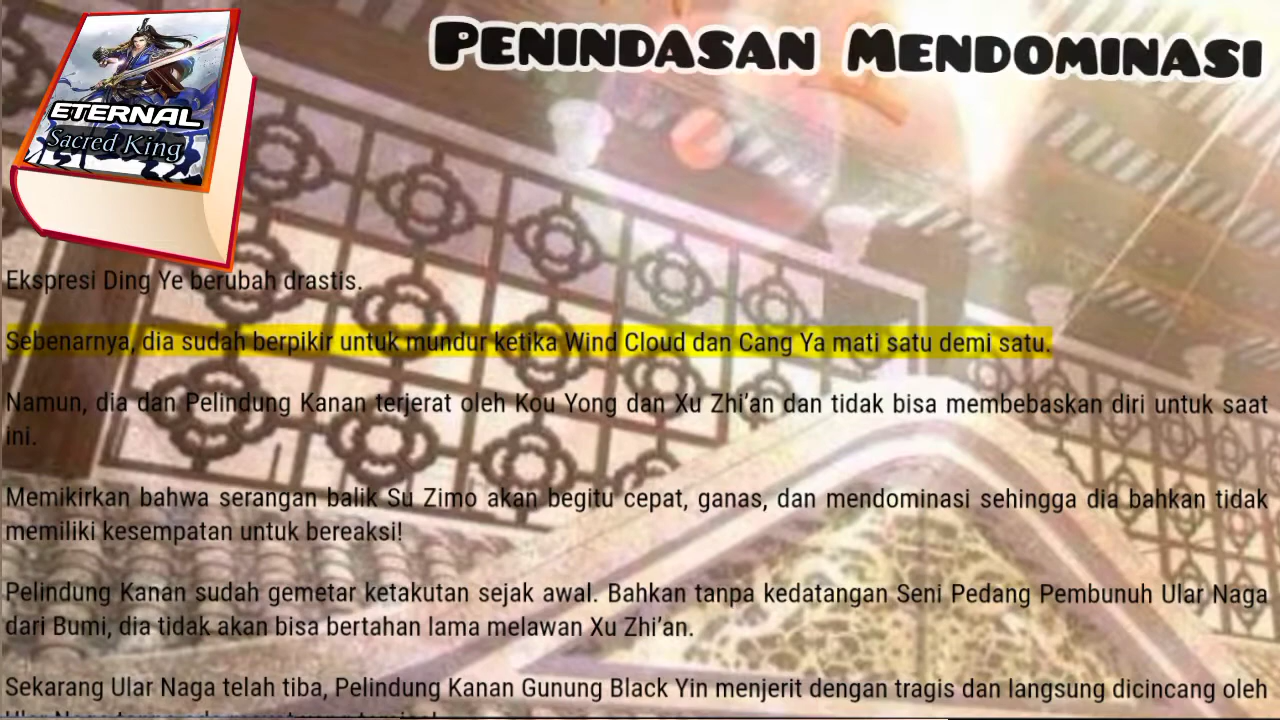 PENINDASAN MENDOMINASI
ETERNAL
Sacred King
Ekspresi Ding Ye berubah drastis.
Sebenarnya, dia sudah berpikir untuk mundur ketika Wind Cloud dan Cang Ya mati satu demi satu.
Namun, dia dan Pelindung Kanan terjerat oleh Kou Yong dan Xu Zhi’an dan tidak bisa membebaskan diri untuk saat
ini.
Memikirkan bahwa serangan balik Su Zimo akan begitu cepat, ganas, dan mendominasi sehingga dia bahkan tidak
memiliki kesempatan untuk bereaksi!
Pelindung Kanan sudah gemetar ketakutan sejak awal. Bahkan tanpa kedatangan Seni Pedang Pembunuh Ular Naga
dari Bumi, dia tidak akan bisa bertahan lama melawan Xu Zhi’an.
Sekarang Ular Naga telah tiba, Pelindung Kanan Gunung Black Yin menjerit dengan tragis dan langsung dicincang oleh